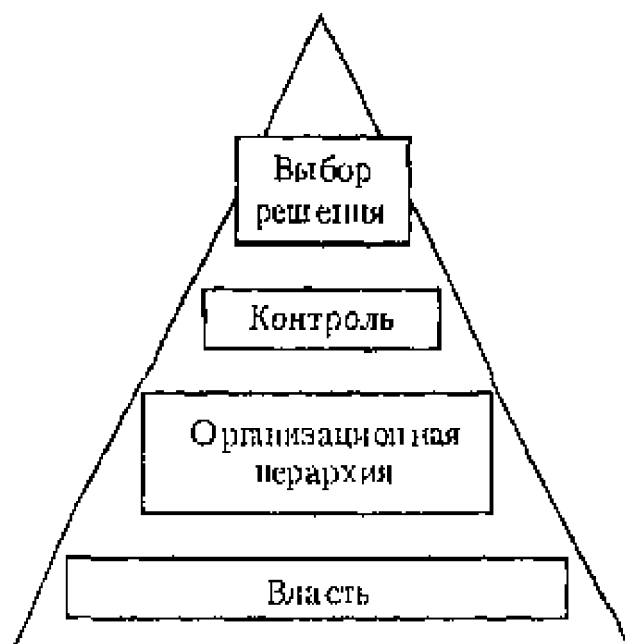 Выбор
решения
Контроль
Организационная
иерархия
Власть